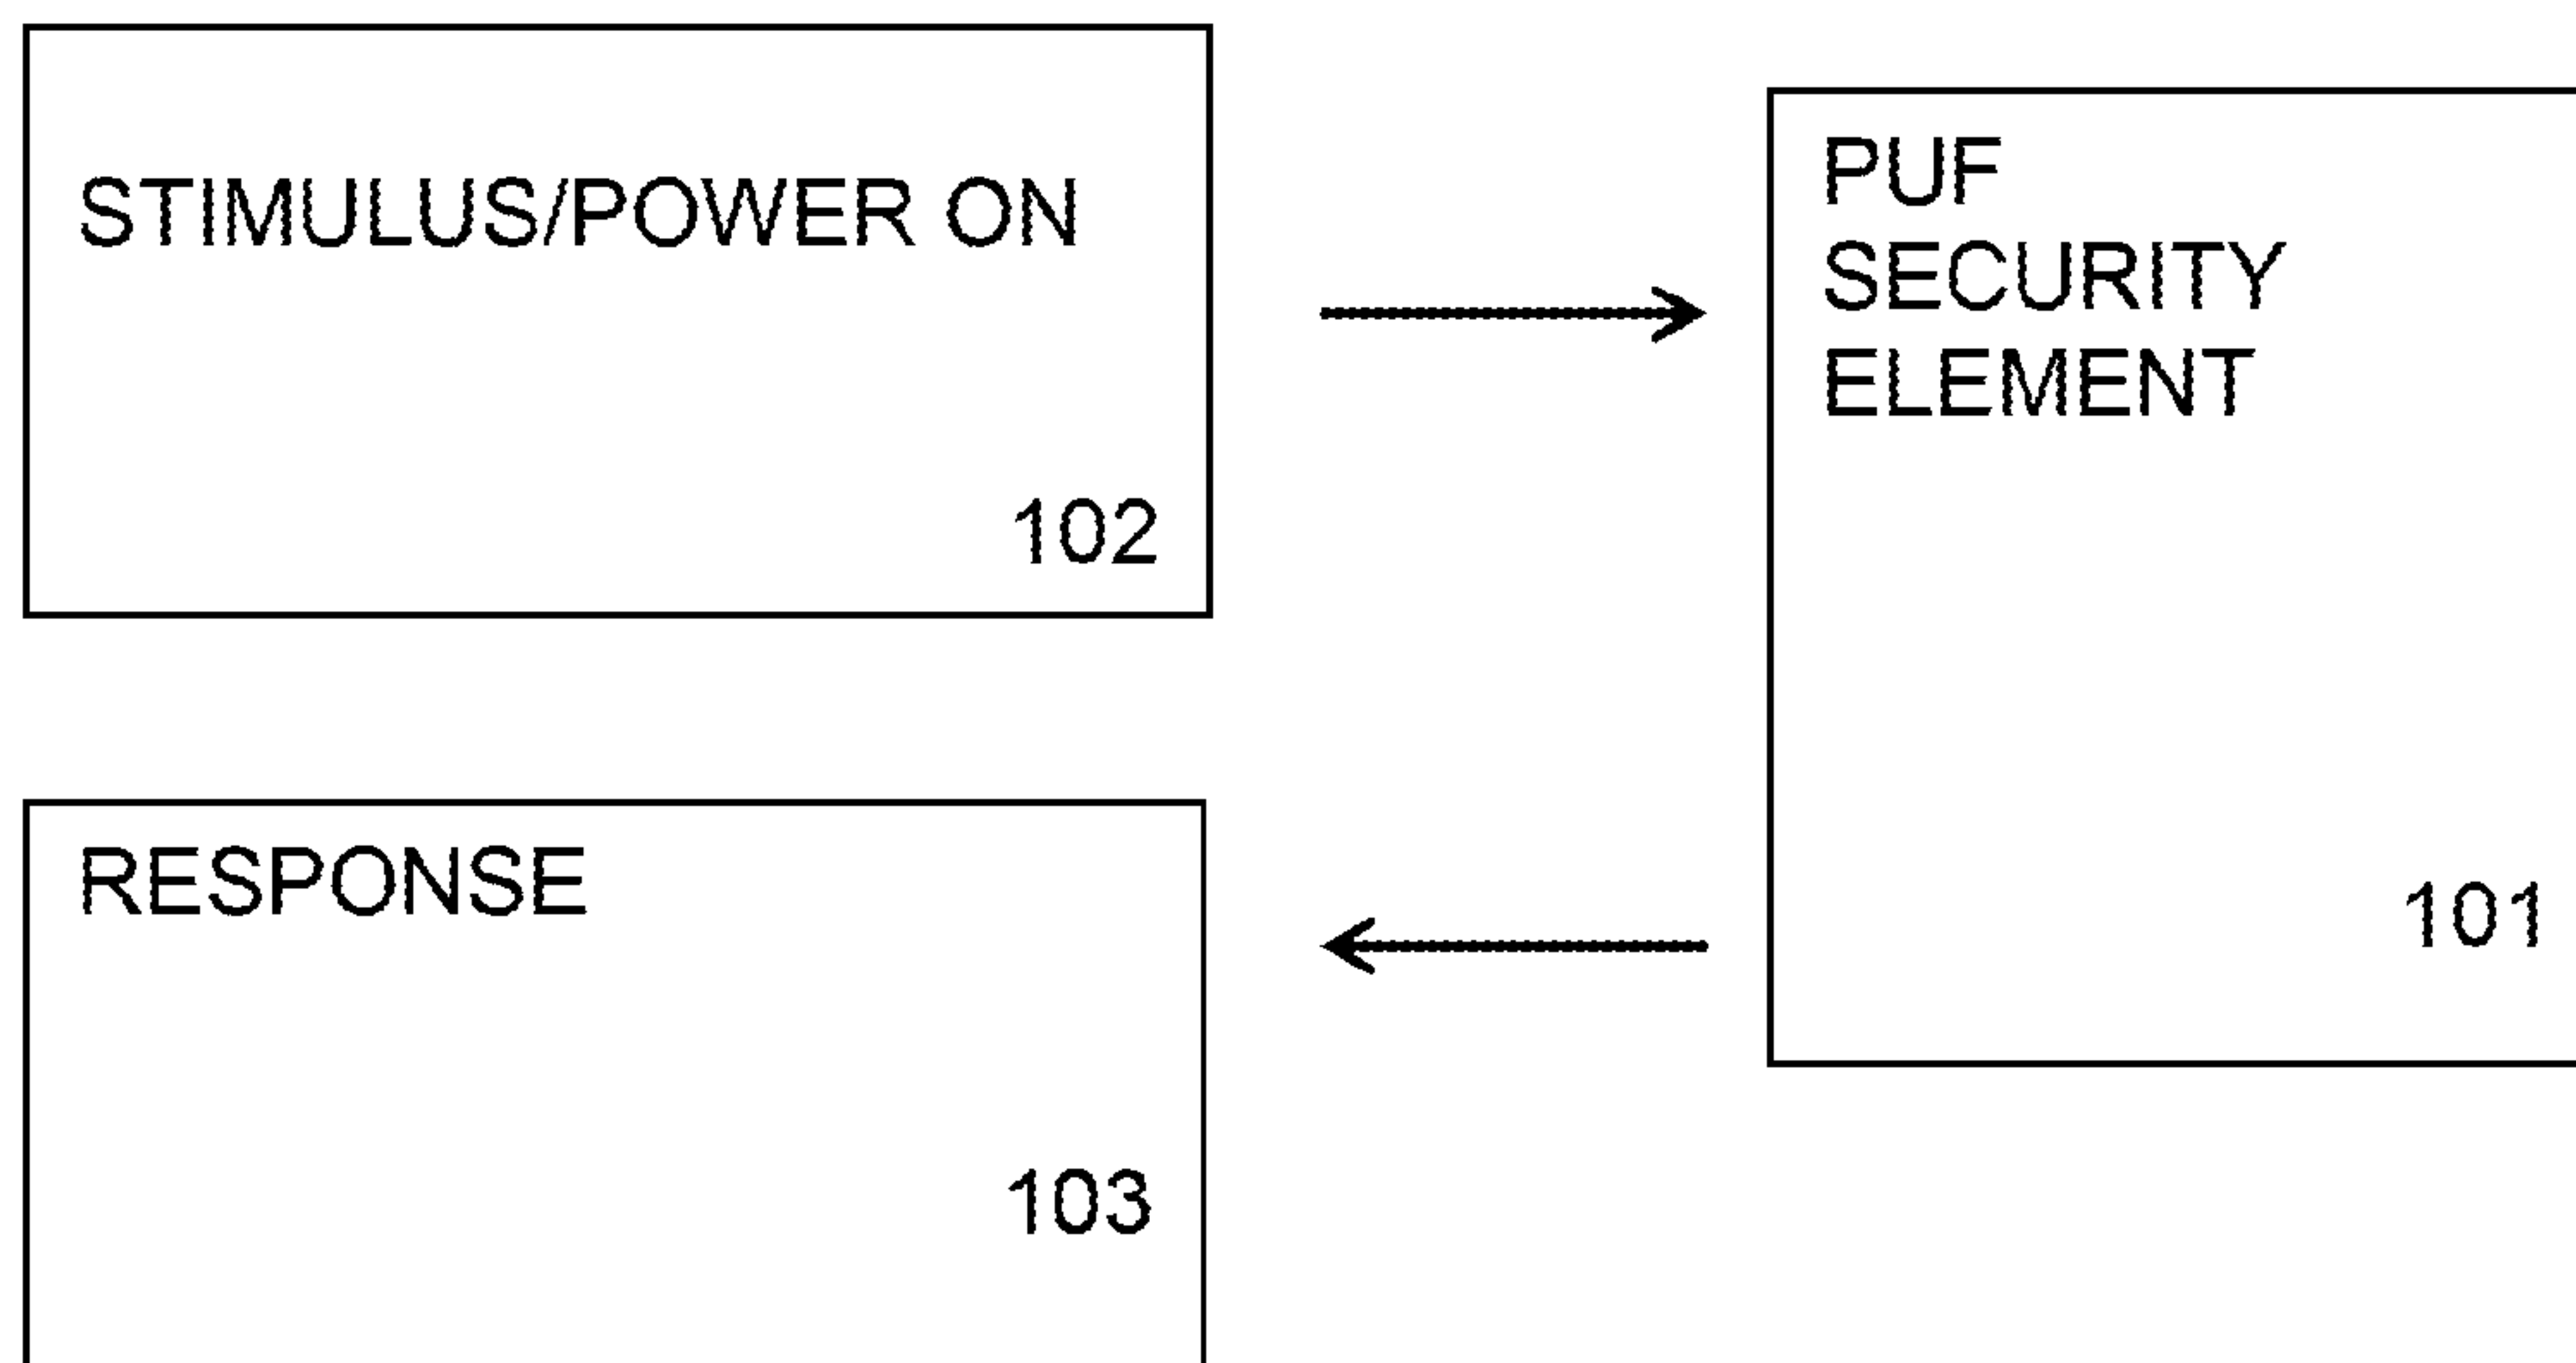 STIMULUS/POWER ON
102
PUF
SECURITY
ELEMENT
101
RESPONSE
103